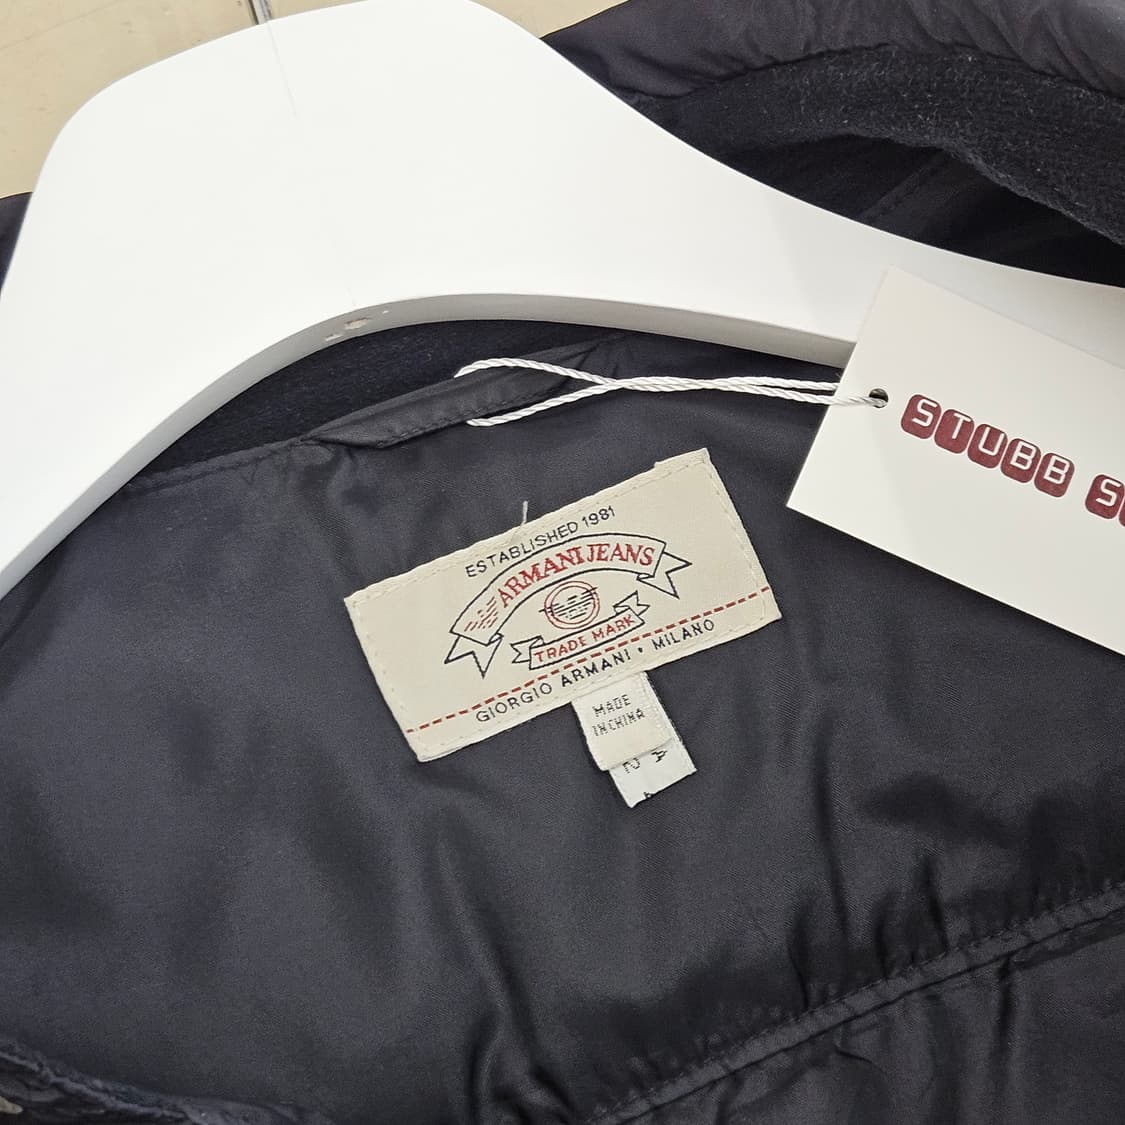 STUBB S
ESTABLISHED 1981
ARMANI JEANS
TRADE MARK
GIORGIO ARMANI • MILANO
MADE
IN CHINA